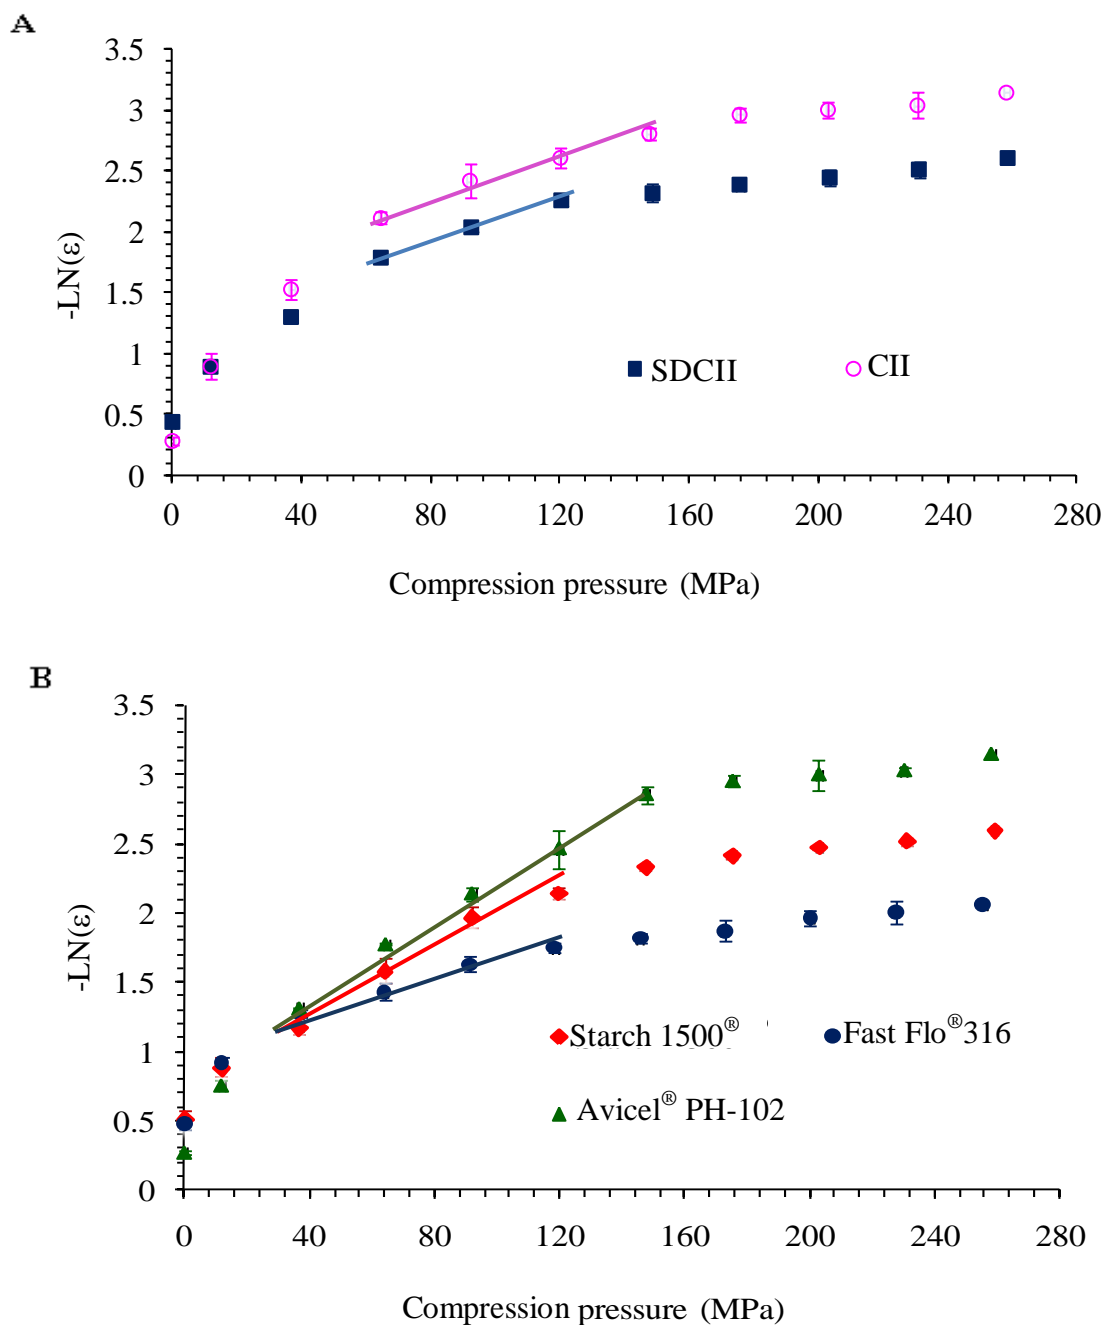 A
3.5
3
2.5
2
1.5
1
0.5
0
-LN(ε)
SDCII
CII
0 40 80 120 160 200 240 280
Compression pressure (MPa)
B
3.5
3
2.5
2
1.5
1
0.5
0
-LN(ε)
Starch 1500® Fast Flo®316
Avicel® PH-102
0 40 80 120 160 200 240 280
Compression pressure (MPa)